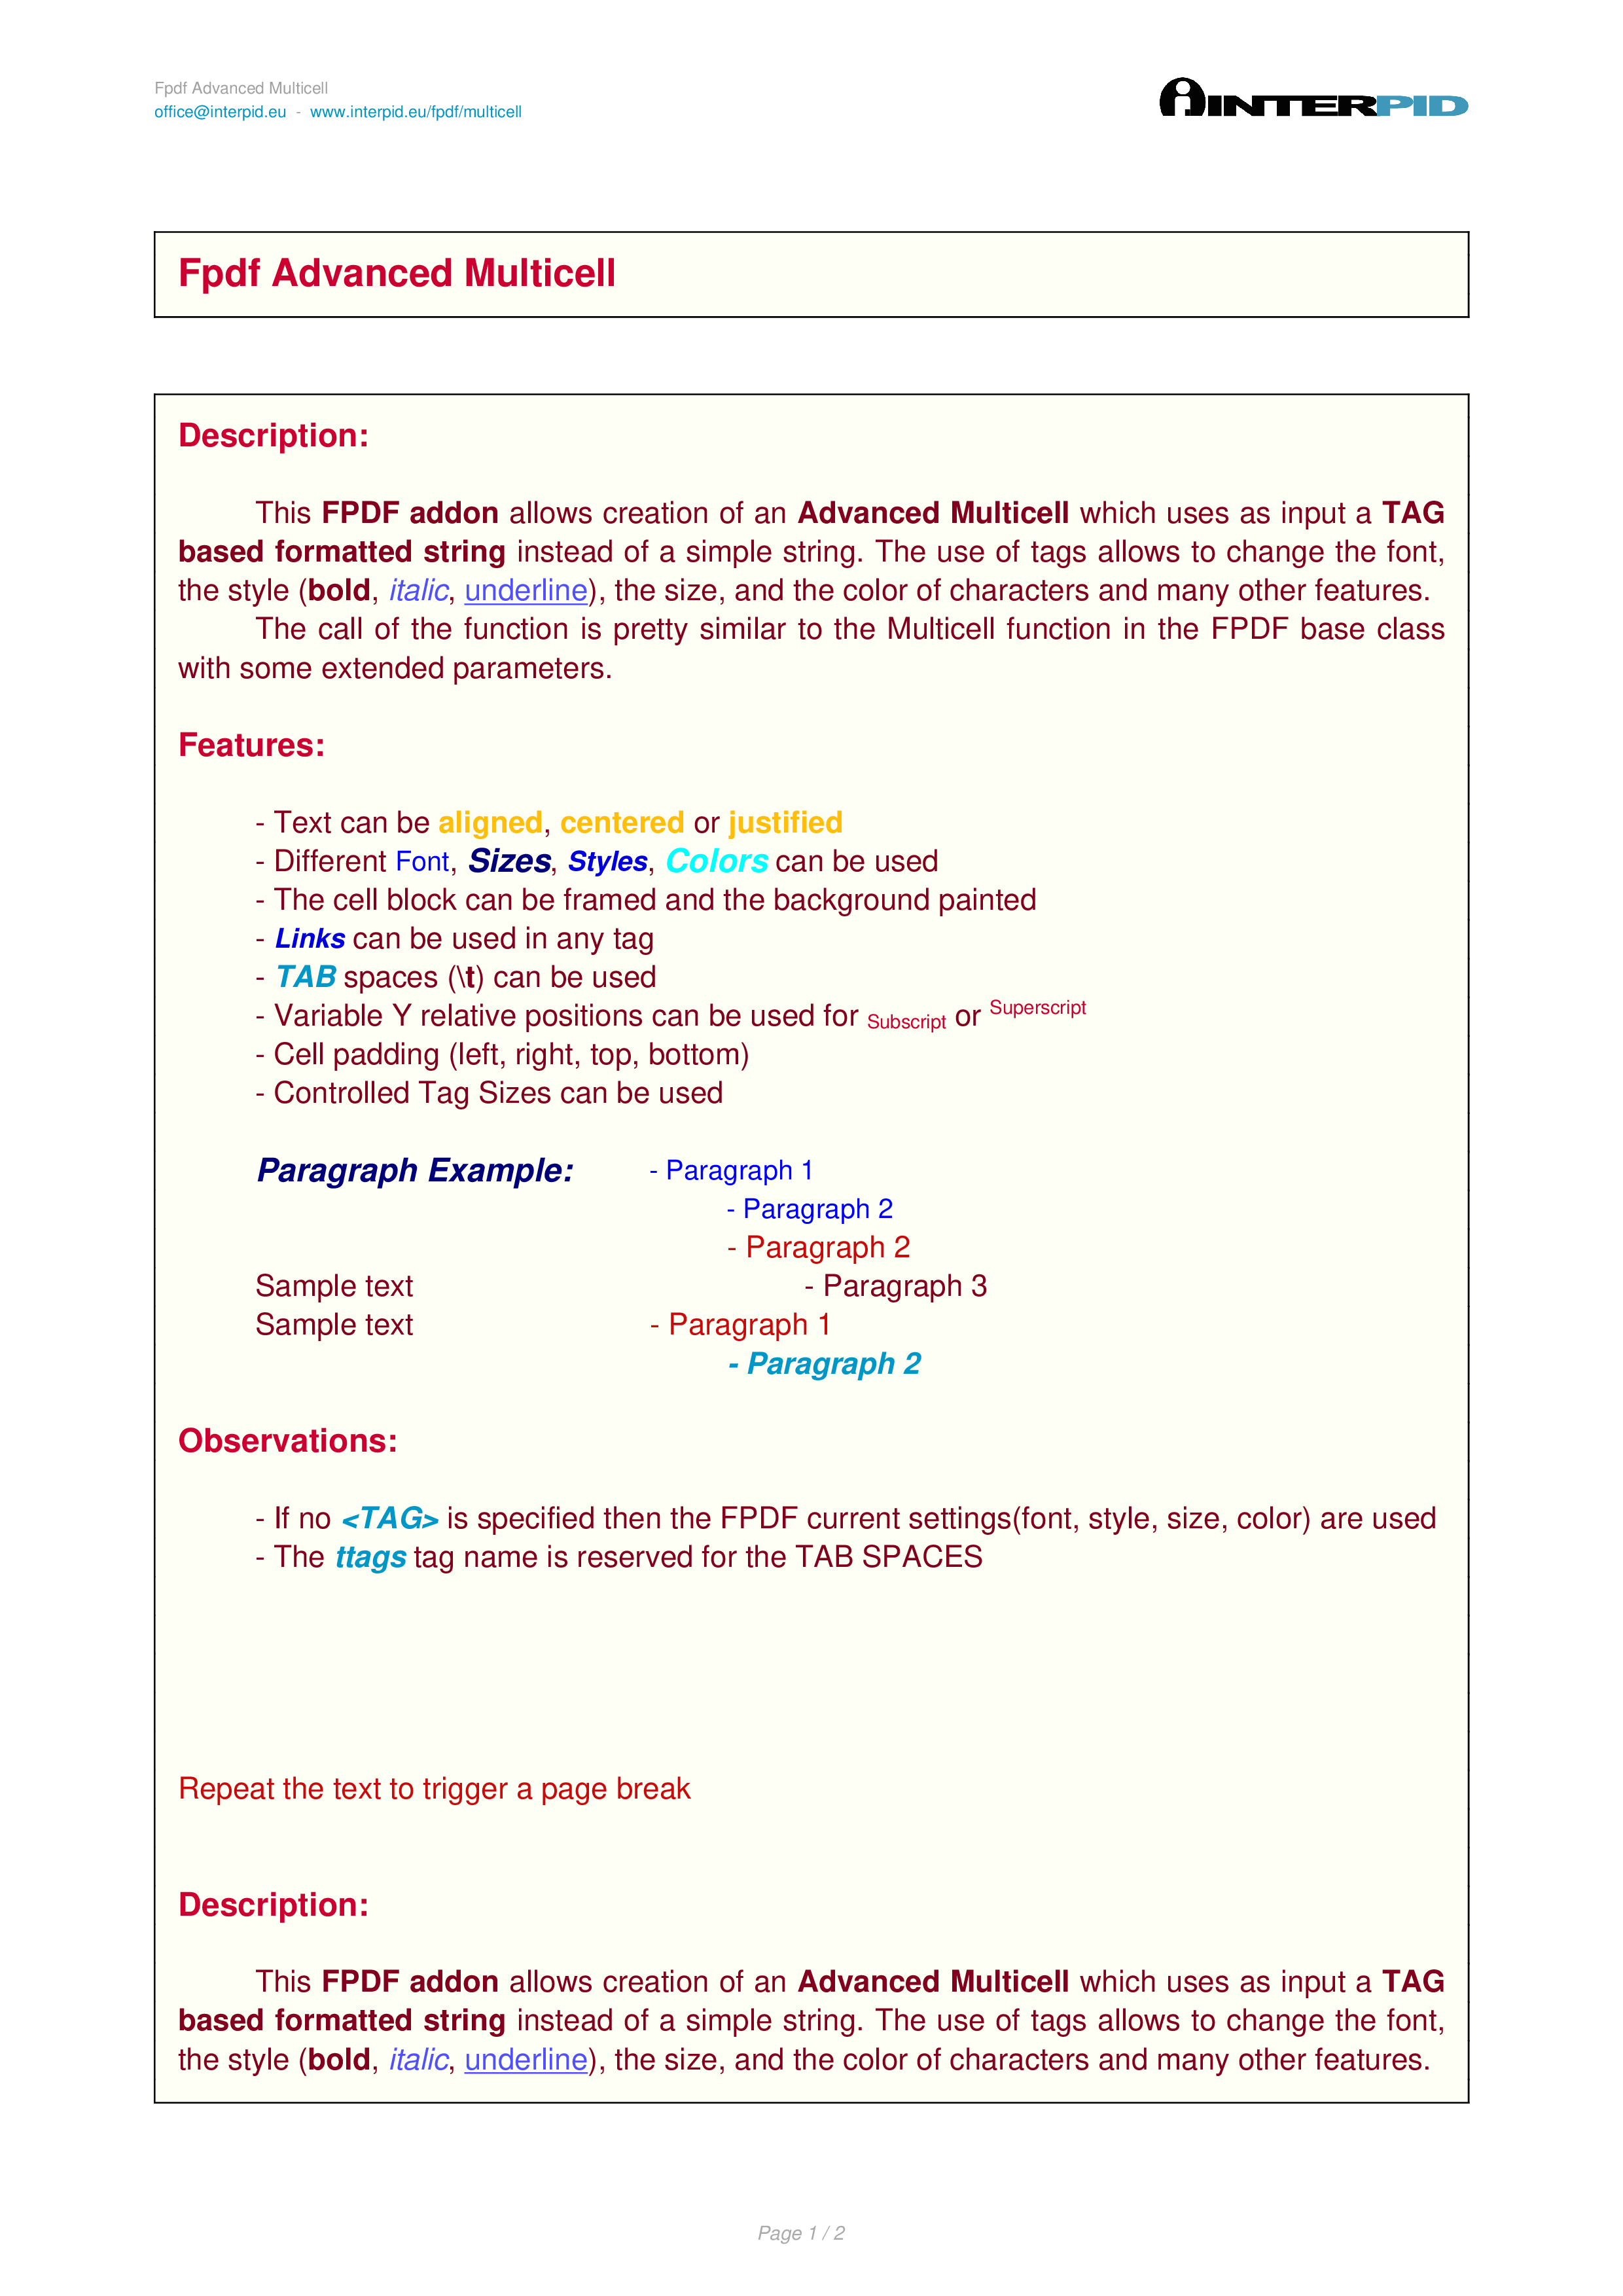 Fpdf Advanced Multicell
office@interpid.eu - www.interpid.eu/fpdf/multicell
INTERPID
Fpdf Advanced Multicell
Description:
This FPDF addon allows creation of an Advanced Multicell which uses as input a TAG
based formatted string instead of a simple string. The use of tags allows to change the font,
the style (bold, italic, underline), the size, and the color of characters and many other features.
The call of the function is pretty similar to the Multicell function in the FPDF base class
with some extended parameters.
Features:
- Text can be aligned, centered or justified
- Different Font, Sizes, Styles, Colors can be used
- The cell block can be framed and the background painted
- Links can be used in any tag
- TAB spaces (\t) can be used
- Variable Y relative positions can be used for Subscript or Superscript
- Cell padding (left, right, top, bottom)
- Controlled Tag Sizes can be used
Paragraph Example: - Paragraph 1
- Paragraph 2
- Paragraph 2
Sample text - Paragraph 3
Sample text - Paragraph 1
- Paragraph 2
Observations:
- If no <TAG> is specified then the FPDF current settings(font, style, size, color) are used
- The ttags tag name is reserved for the TAB SPACES
Repeat the text to trigger a page break
Description:
This FPDF addon allows creation of an Advanced Multicell which uses as input a TAG
based formatted string instead of a simple string. The use of tags allows to change the font,
the style (bold, italic, underline), the size, and the color of characters and many other features.
Page 1 / 2